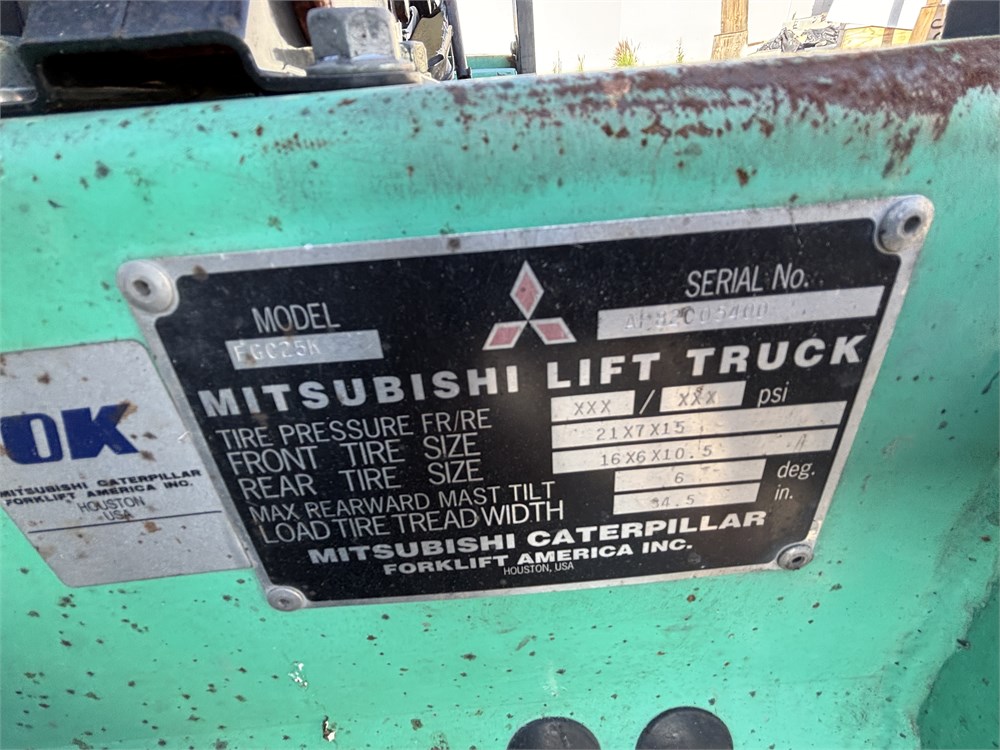 MODEL
FGC25K
SERIAL No.
MITSUBISHI LIFT TRUCK
TIRE PRESSURE FR/RE XXX / XXX psi
FRONT TIRE SIZE 21X7X15
REAR TIRE SIZE 16X6X10.5
MAX REARWARD MAST TILT 6 deg.
LOAD TIRE TREAD WIDTH 34.5 in.
MITSUBISHI CATERPILLAR
FORKLIFT AMERICA INC.
HOUSTON, USA
OK
MITSUBISHI CATERPILLAR
FORKLIFT AMERICA INC.
HOUSTON
USA